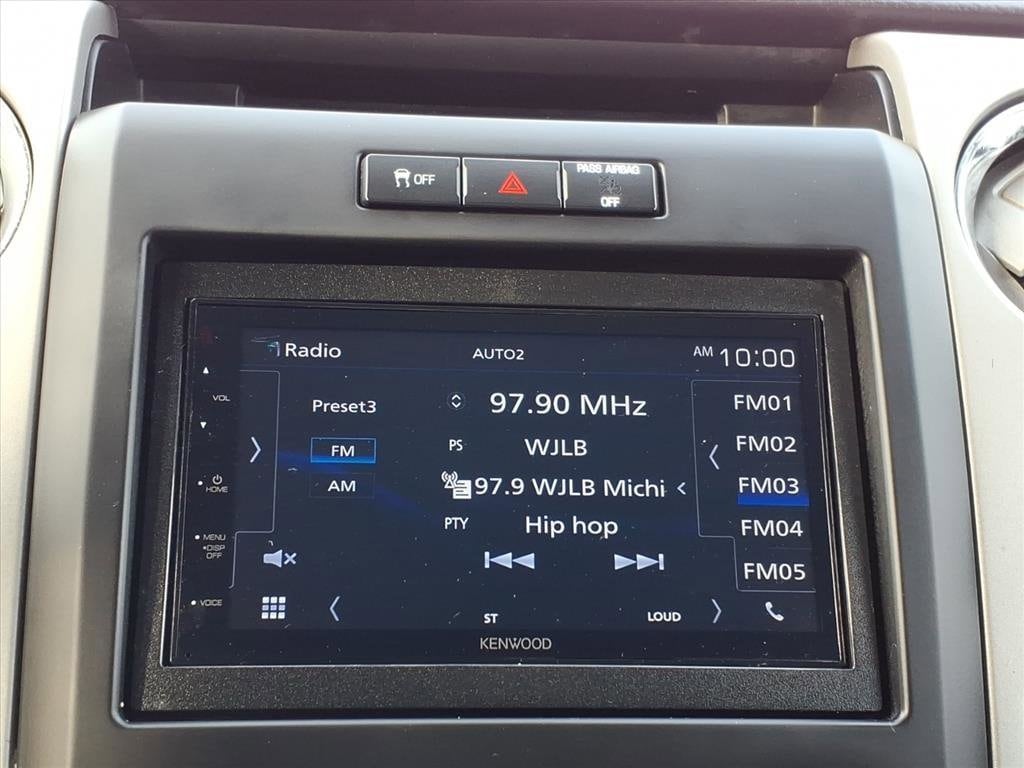 OFF
PASS AIRBAG
OFF
Radio
AUTO2
AM 10:00
VOL
Preset3
97.90 MHz
FM01
FM
PS
WJLB
FM02
AM
97.9 WJLB Michi
FM03
HOME
PTY
Hip hop
FM04
MENU
DISP
OFF
FM05
VOICE
ST
LOUD
KENWOOD